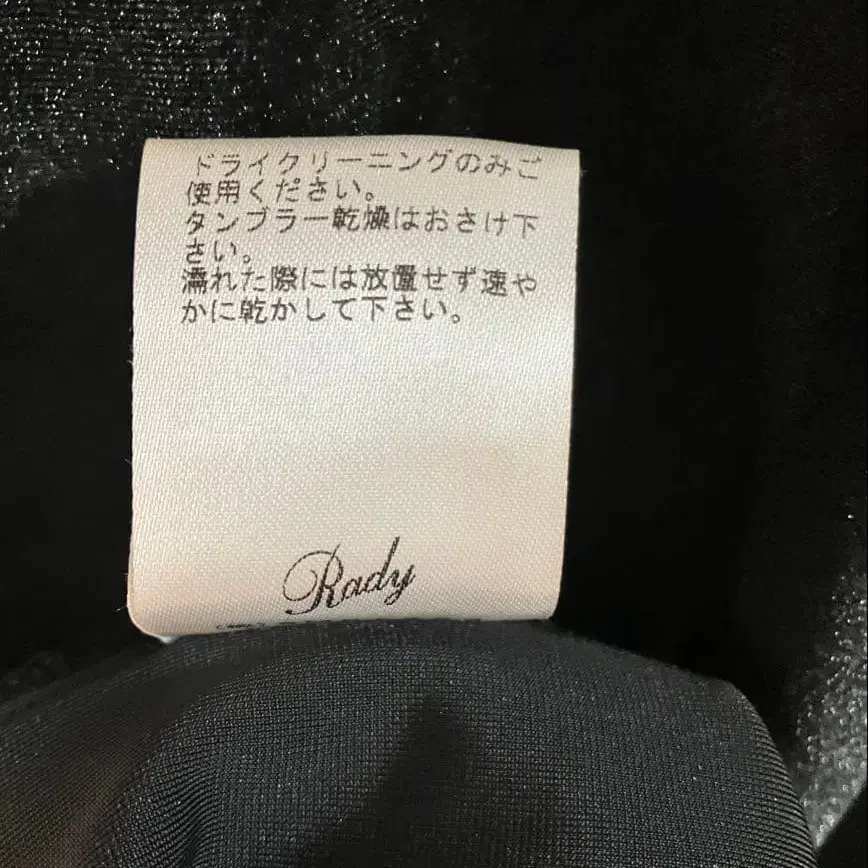 ドライクリーニングのみご
使用ください。
タンブラー乾燥はおさけ下
さい。
濡れた際には放置せず速や
かに乾かして下さい。
Rady